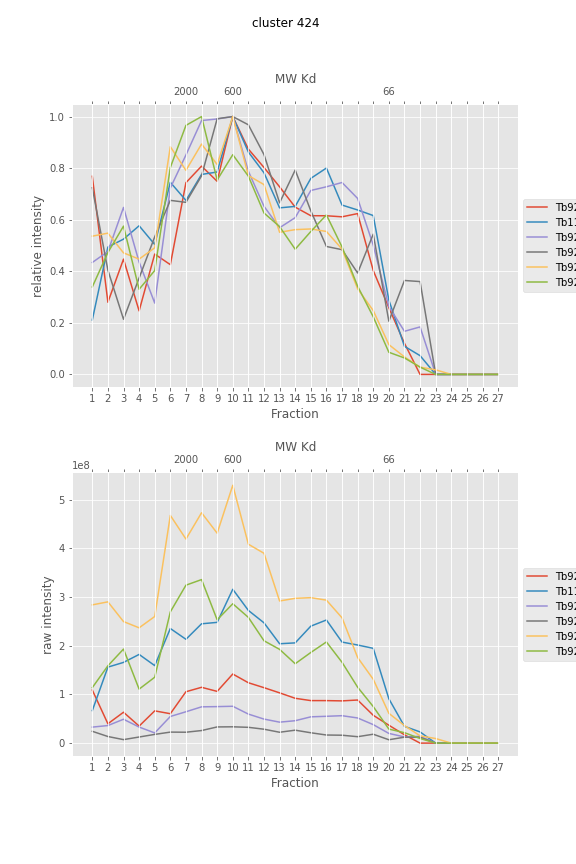 cluster 424
MW Kd
2000 600 66
1.0
0.8
0.6
0.4
0.2
0.0
relative intensity
1 2 3 4 5 6 7 8 9 10 11 12 13 14 15 16 17 18 19 20 21 22 23 24 25 26 27
Fraction
Tb92
Tb11
Tb92
Tb92
Tb92
Tb92
MW Kd
2000 600 66
1e8
5
4
3
2
1
0
raw intensity
1 2 3 4 5 6 7 8 9 10 11 12 13 14 15 16 17 18 19 20 21 22 23 24 25 26 27
Fraction
Tb92
Tb11
Tb92
Tb92
Tb92
Tb92